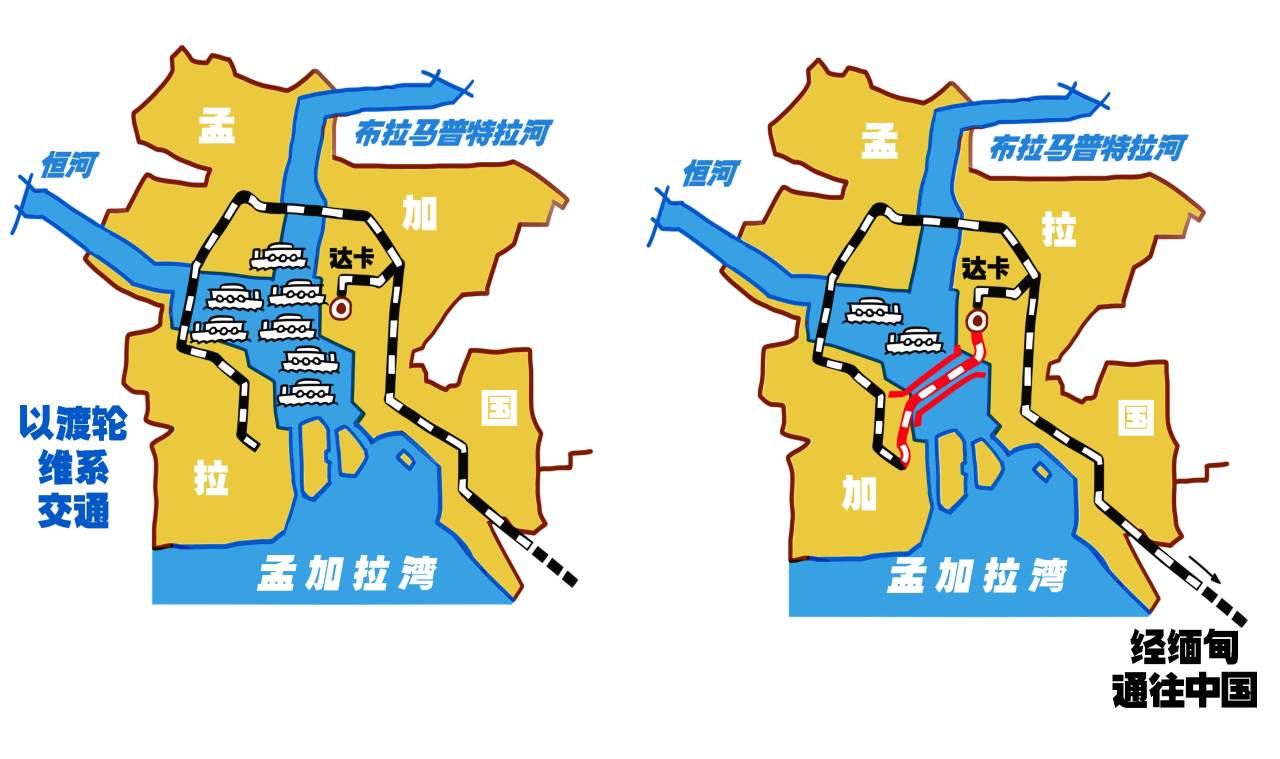 孟
布拉马普特拉河
恒河
加
达卡
国
以渡轮
维系
交通
拉
孟加拉湾
孟
布拉马普特拉河
恒河
拉
达卡
国
加
孟加拉湾
经缅甸
通往中国